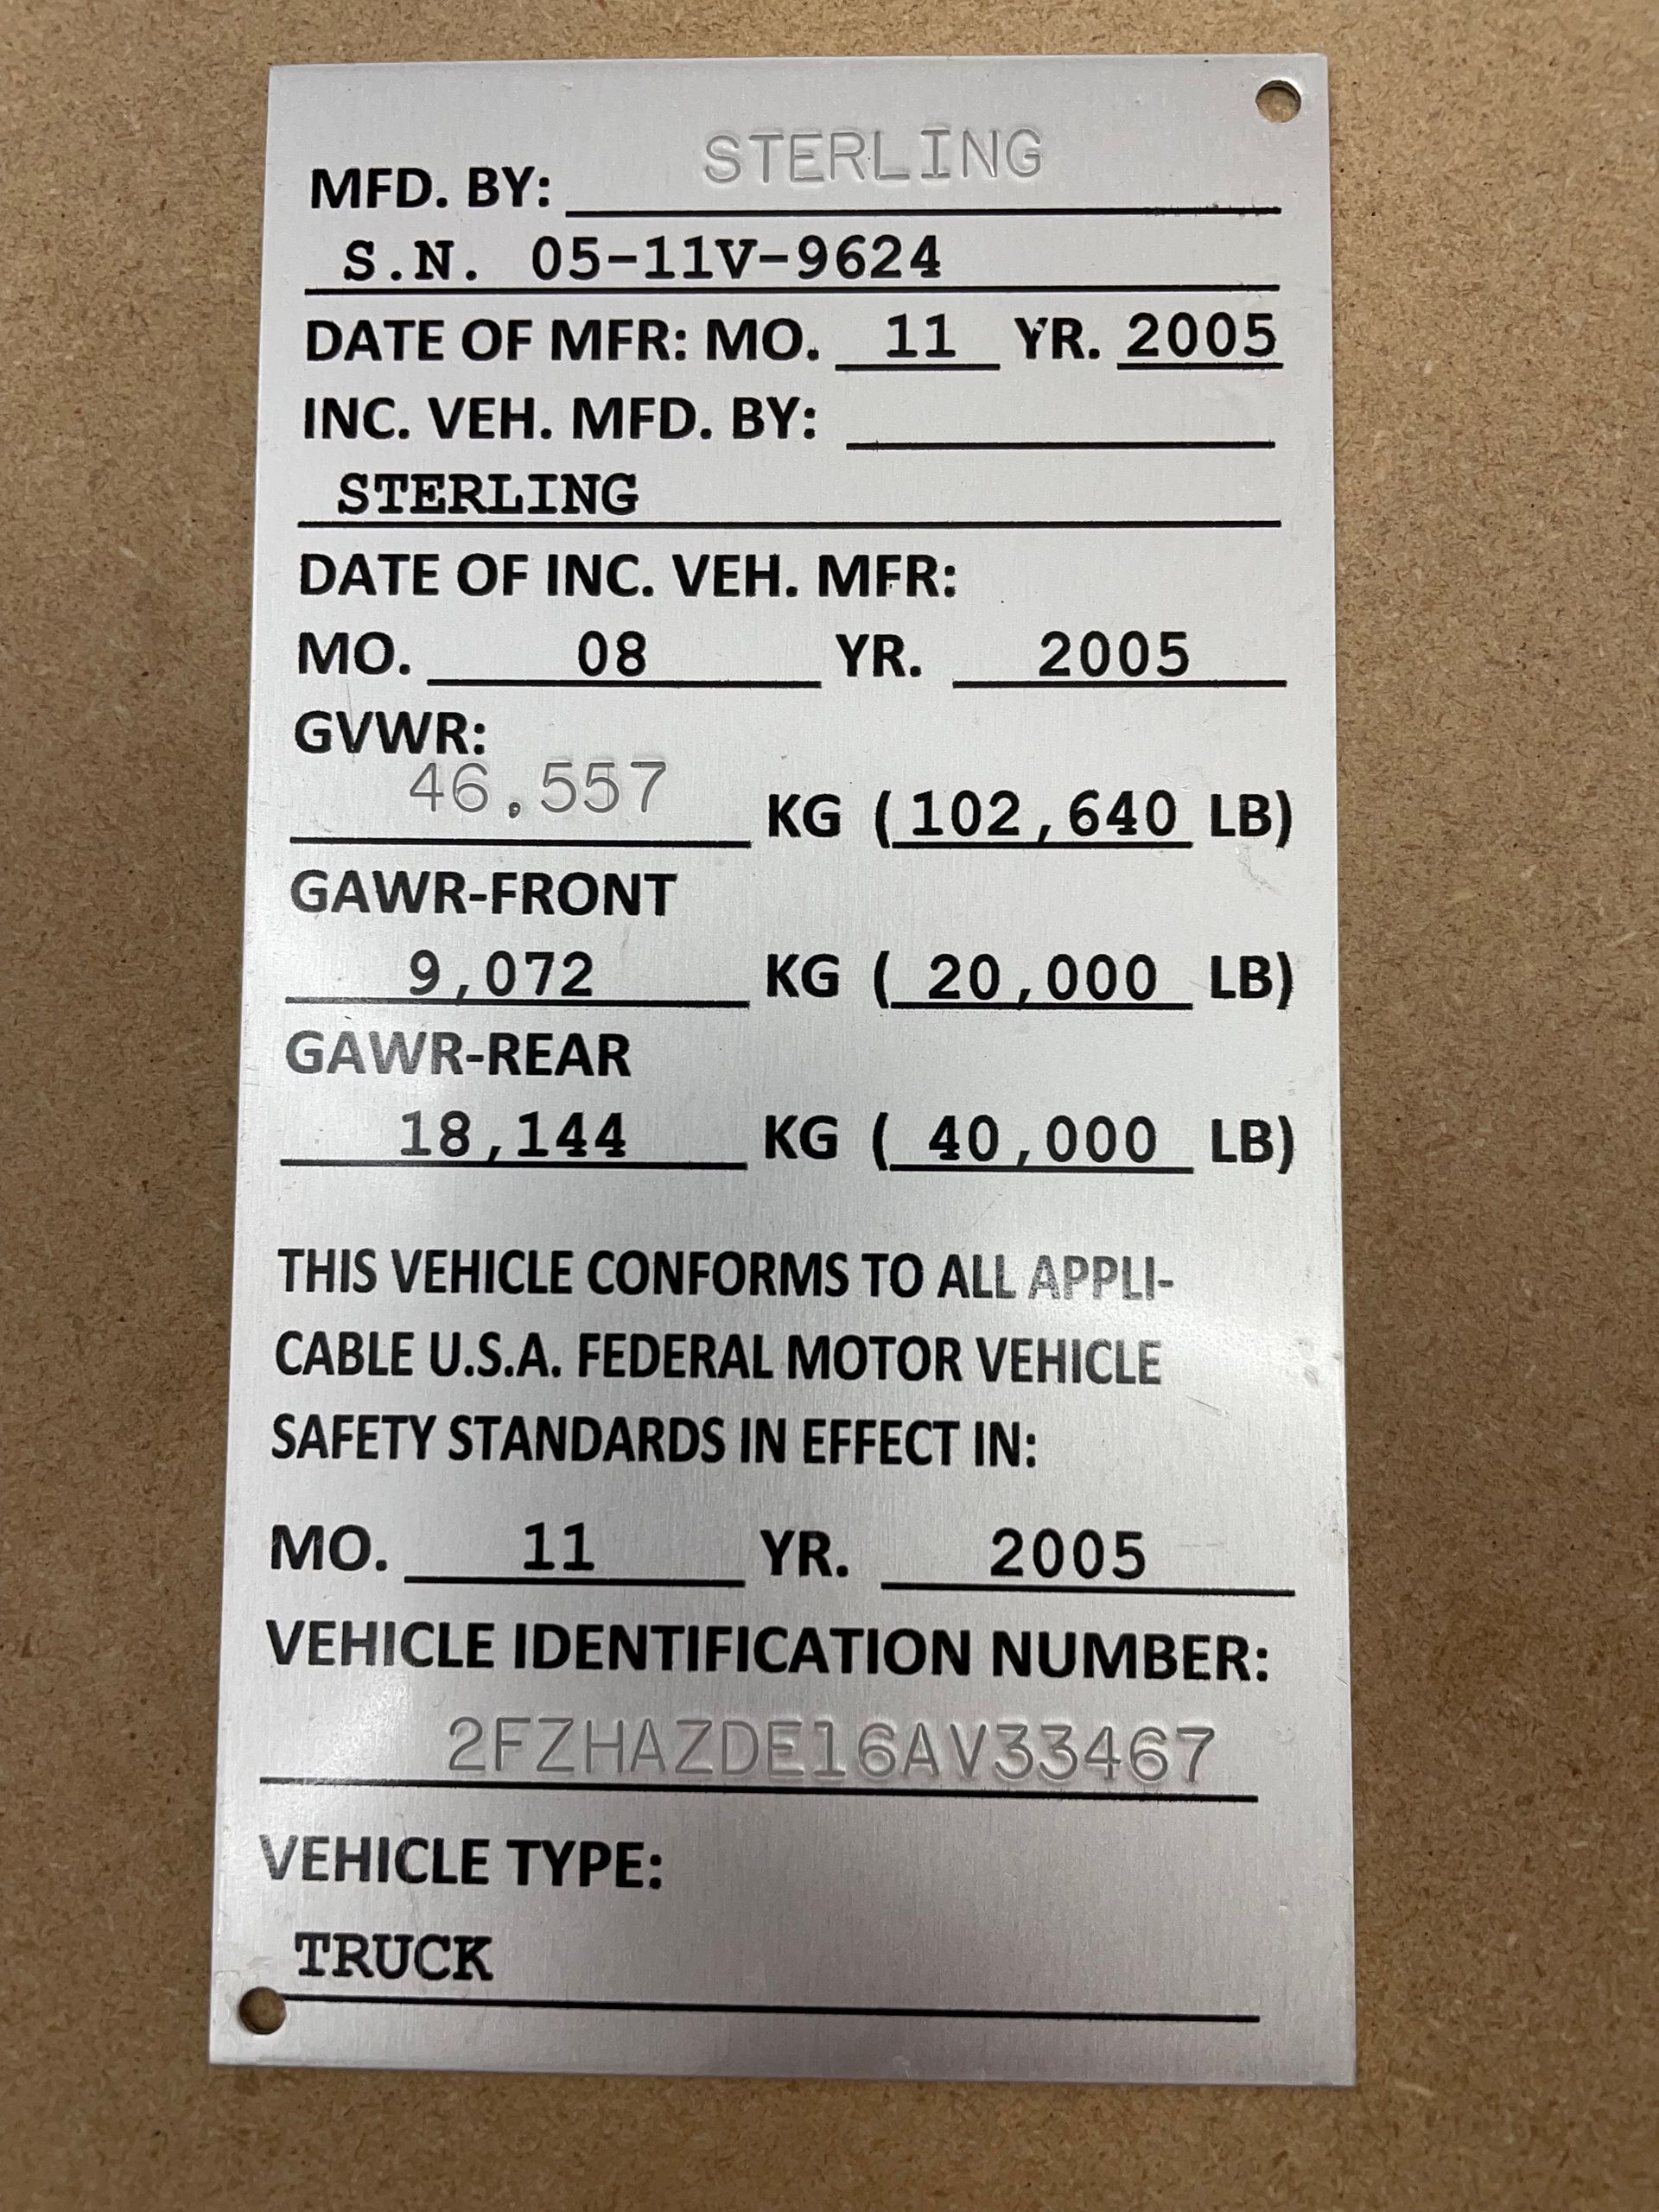 MFD. BY: STERLING
S.N. 05-11V-9624
DATE OF MFR: MO. 11 YR. 2005
INC. VEH. MFD. BY:
STERLING
DATE OF INC. VEH. MFR:
MO. 08 YR. 2005
GVWR:
46,557 KG (102,640 LB)
GAWR-FRONT
9,072 KG ( 20,000 LB)
GAWR-REAR
18,144 KG ( 40,000 LB)
THIS VEHICLE CONFORMS TO ALL APPLI-
CABLE U.S.A. FEDERAL MOTOR VEHICLE
SAFETY STANDARDS IN EFFECT IN:
MO. 11 YR. 2005
VEHICLE IDENTIFICATION NUMBER:
2FZHAZDE16AV33467
VEHICLE TYPE:
TRUCK